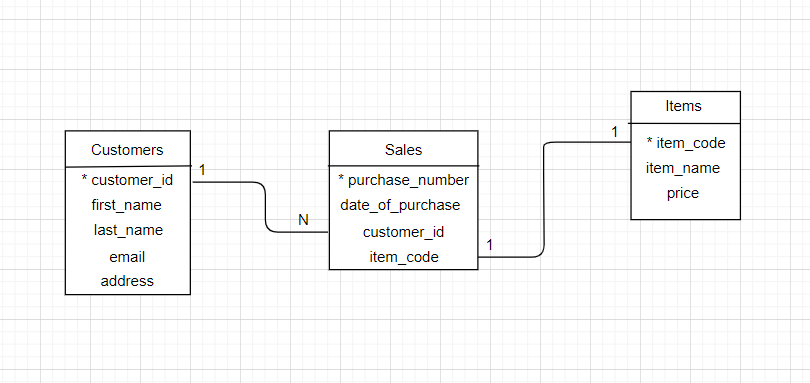 Customers
* customer_id
first_name
last_name
email
address
1
N
Sales
* purchase_number
date_of_purchase
customer_id
item_code
1
1
Items
* item_code
item_name
price